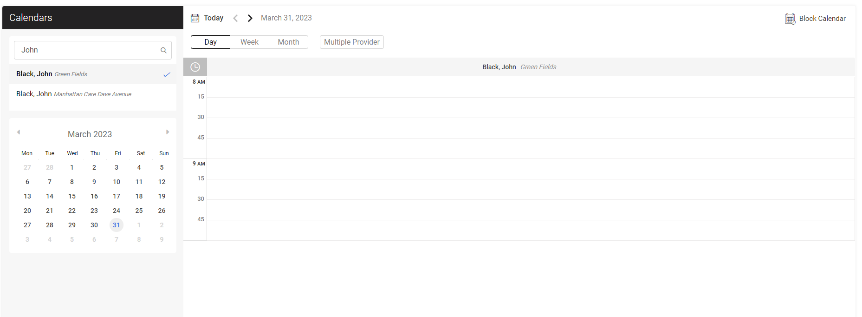 Calendars
John
Black, John Green Fields
Black, John Manhattan Care Dave Avenue
March 2023
Mon Tue Wed Thu Fri Sat Sun
27 28 1 2 3 4 5
6 7 8 9 10 11 12
13 14 15 16 17 18 19
20 21 22 23 24 25 26
27 28 29 30 31 1 2
3 4 5 6 7 8 9
Today March 31, 2023
Block Calendar
Day Week Month Multiple Provider
Black, John Green Fields
8 AM
15
30
45
9 AM
15
30
45